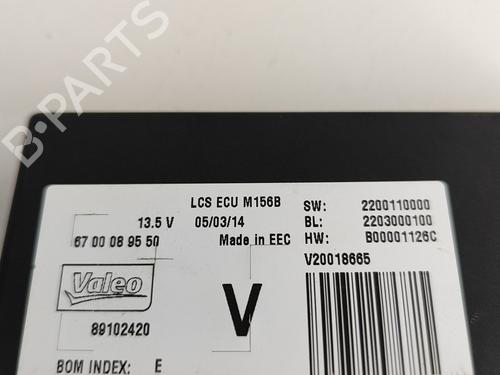 B-PARTS
LCS ECU M156B
SW: 2200110000
13.5 V
05/03/14
BL: 2203000100
67 00 08 95 50
Made in EEC
HW: B00001126C
V20018665
Valeo
V
89102420
BOM INDEX: E